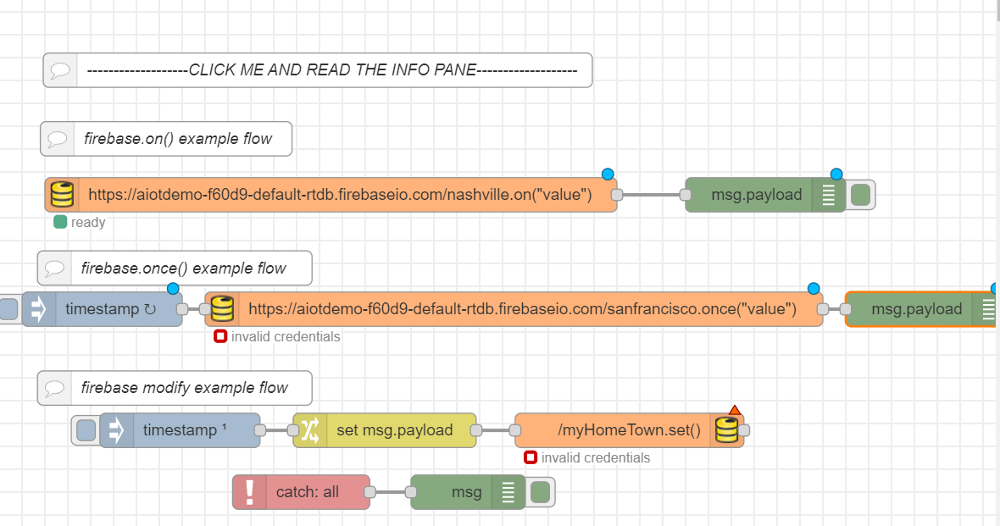 -------------------CLICK ME AND READ THE INFO PANE-------------------
firebase.on() example flow
https://aiotdemo-f60d9-default-rtdb.firebaseio.com/nashville.on("value")
msg.payload
ready
firebase.once() example flow
timestamp ↻
https://aiotdemo-f60d9-default-rtdb.firebaseio.com/sanfrancisco.once("value")
msg.payload
invalid credentials
firebase modify example flow
timestamp ¹
set msg.payload
/myHomeTown.set()
invalid credentials
catch: all
msg